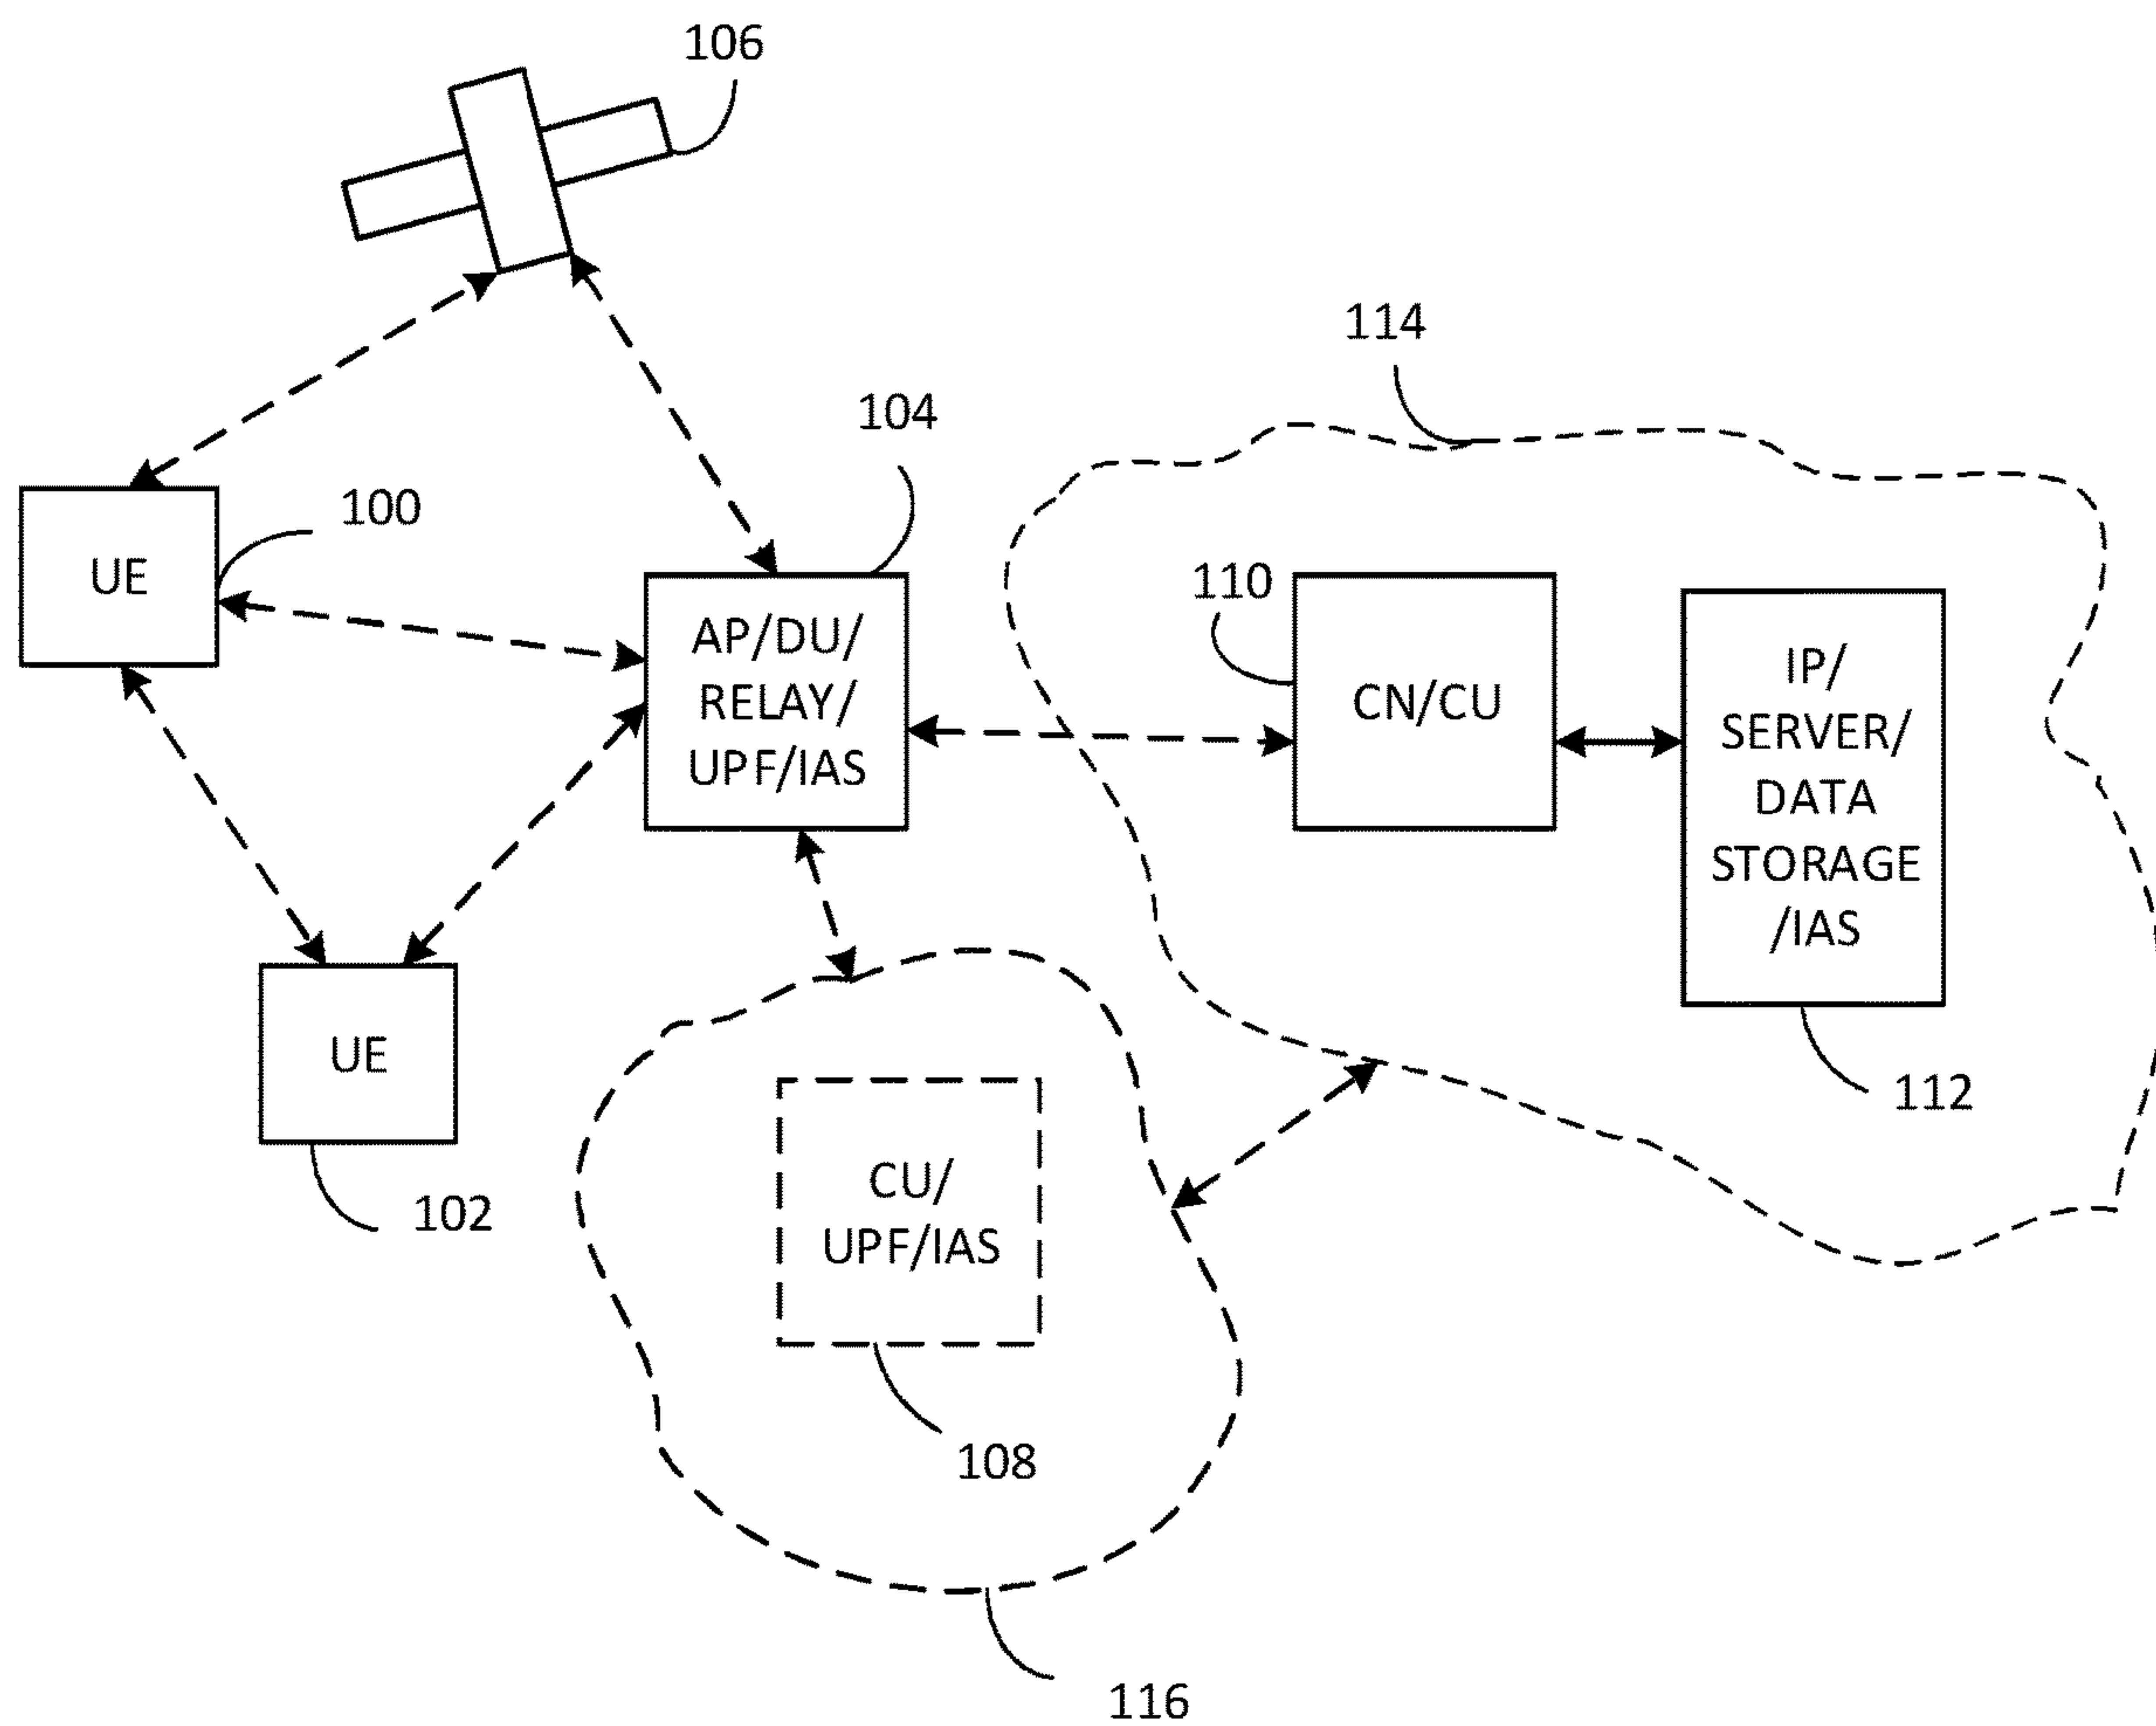 106
114
104
100
UE
110
AP/DU/
RELAY/
UPF/IAS
CN/CU
IP/
SERVER/
DATA
STORAGE
/IAS
UE
112
102
CU/
UPF/IAS
108
116